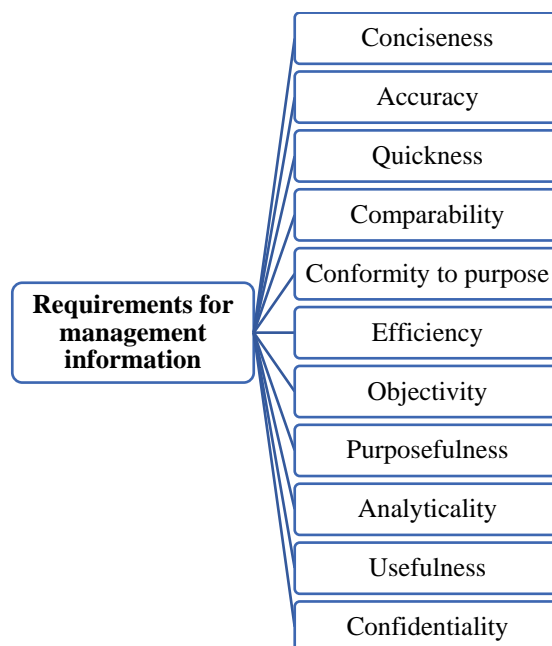 Conciseness
Accuracy
Quickness
Comparability
Conformity to purpose
Requirements for
management
information
Efficiency
Objectivity
Purposefulness
Analyticality
Usefulness
Confidentiality